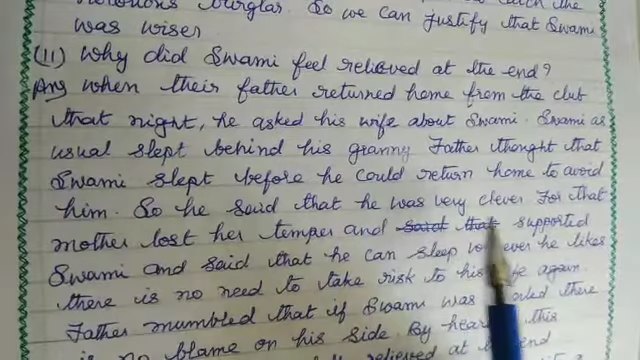 notorious burglar. So we can justify that Swami
was wiser
(11) Why did Swami feel relieved at the end?
Ans When their father returned home from the club
that night, he asked his wife about Swami. Swami as
usual slept behind his granny Father thought that
Swami slept before he could return home to avoid
him. So he said that he was very clever For that
mother lost her temper and said that supported
Swami and said that he can sleep he likes
there is no need to take risk to his again.
Father mumbled that if Swami was there
is no blame on his side. By this
relieved at end